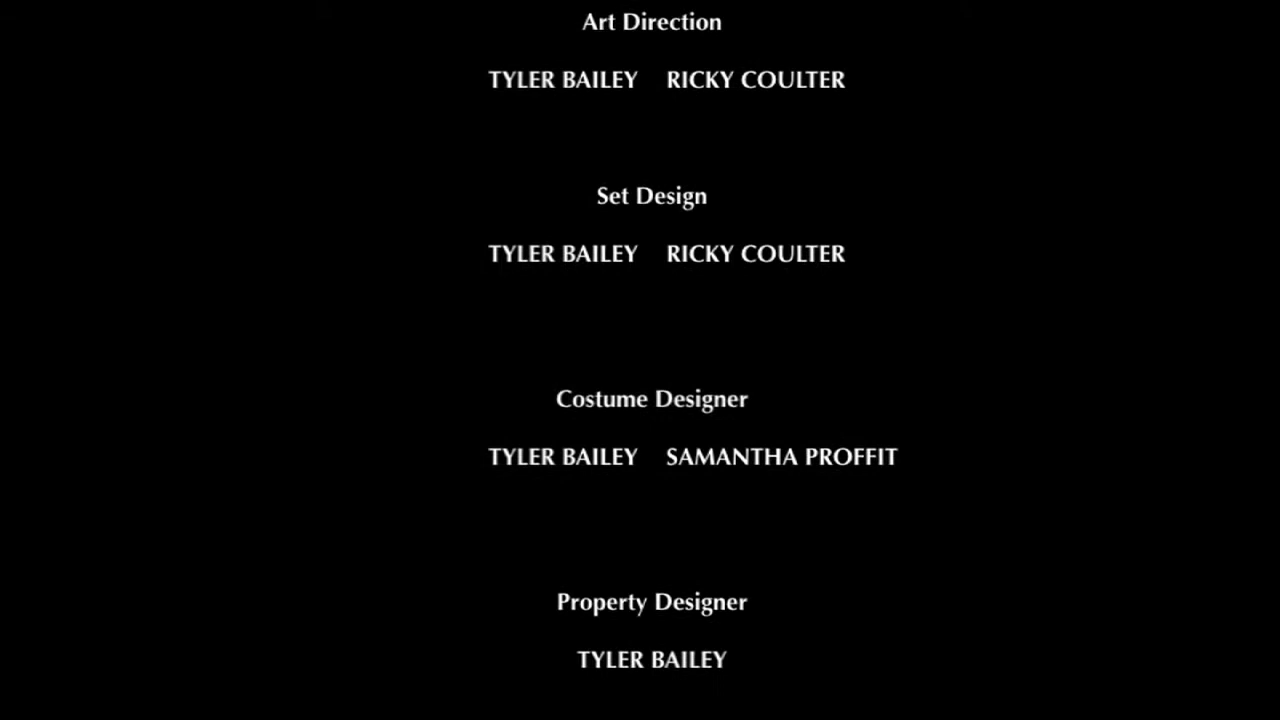 Art Direction
TYLER BAILEY RICKY COULTER
Set Design
TYLER BAILEY RICKY COULTER
Costume Designer
TYLER BAILEY SAMANTHA PROFFIT
Property Designer
TYLER BAILEY